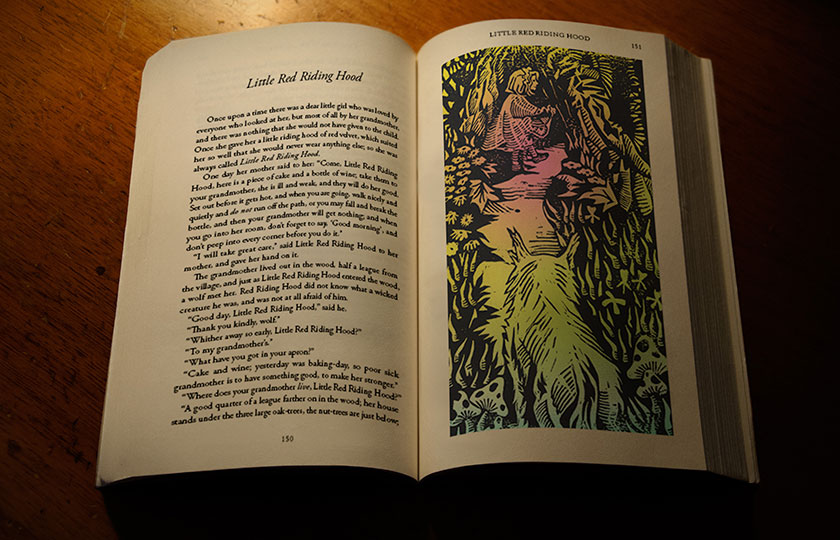 Little Red Riding Hood
Once upon a time there was a dear little girl who was loved by
everyone who looked at her, but most of all by her grandmother,
and there was nothing that she would not have given to the child.
Once she gave her a little riding hood of red velvet, which suited
her so well that she would never wear anything else; so she was
always called Little Red Riding Hood.
One day her mother said to her: “Come, Little Red Riding
Hood, here is a piece of cake and a bottle of wine; take them to
your grandmother, she is ill and weak, and they will do her good.
Set out before it gets hot, and when you are going, walk nicely and
quietly and do not run off the path, or you may fall and break the
bottle, and then your grandmother will get nothing; and when
you go into her room, don’t forget to say, ‘Good morning’, and
don’t peep into every corner before you do it.”
“I will take great care,” said Little Red Riding Hood to her
mother, and gave her hand on it.
The grandmother lived out in the wood, half a league from
the village, and just as Little Red Riding Hood entered the wood,
a wolf met her. Red Riding Hood did not know what a wicked
creature he was, and was not at all afraid of him.
“Good day, Little Red Riding Hood,” said he.
“Thank you kindly, wolf.”
“Whither away so early, Little Red Riding Hood?”
“To my grandmother’s.”
“What have you got in your apron?”
“Cake and wine; yesterday was baking-day, so poor sick
grandmother is to have something good, to make her stronger.”
“Where does your grandmother live, Little Red Riding Hood?”
“A good quarter of a league farther on in the wood; her house
stands under the three large oak-trees, the nut-trees are just below;
150
LITTLE RED RIDING HOOD
151